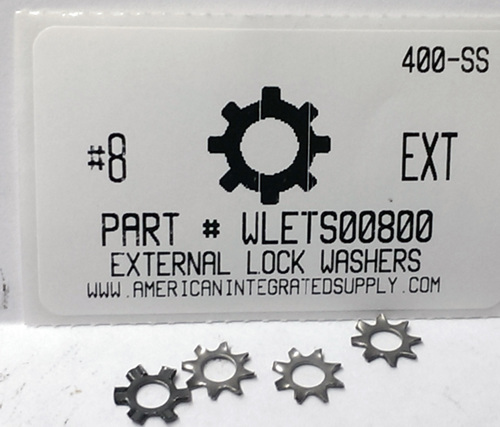 400-SS
#8 EXT
PART # WLETS00800
EXTERNAL LOCK WASHERS
WWW.AMERICANINTEGRATEDSUPPLY.COM